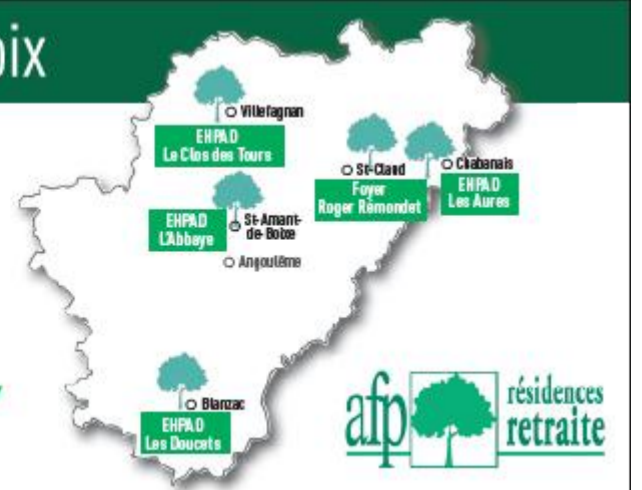 oix
Villefagnan
EHPAD
Le Clos des Tours
St-Claud
Foyer
Roger Rémondet
Chabanais
EHPAD
Les Aures
EHPAD
L'Abbaye
St-Amant-
de-Boixe
Angoulême
Blanzac
EHPAD
Les Doucets
afp
résidences
retraite